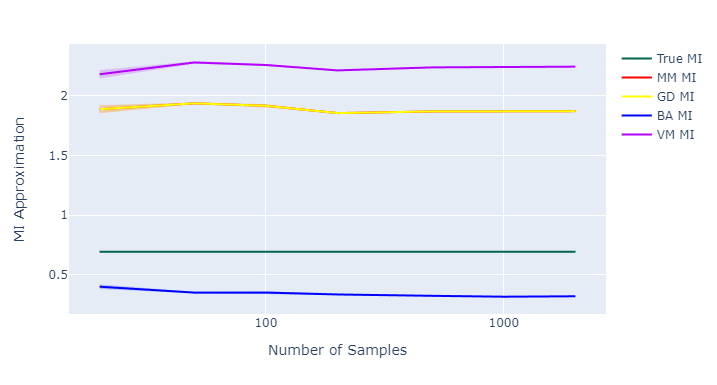 True MI
MM MI
GD MI
BA MI
VM MI
2
1.5
1
0.5
MI Approximation
100
1000
Number of Samples